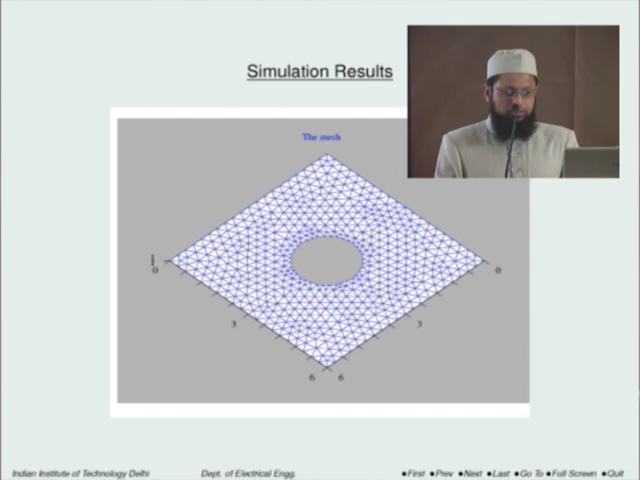 Simulation Results
The mesh
1
0
0
3
3
6
6
Indian Institute of Technology Delhi
Dept. of Electrical Engg.
●First ●Prev ●Next ●Last ●Go To ●Full Screen ●Quit